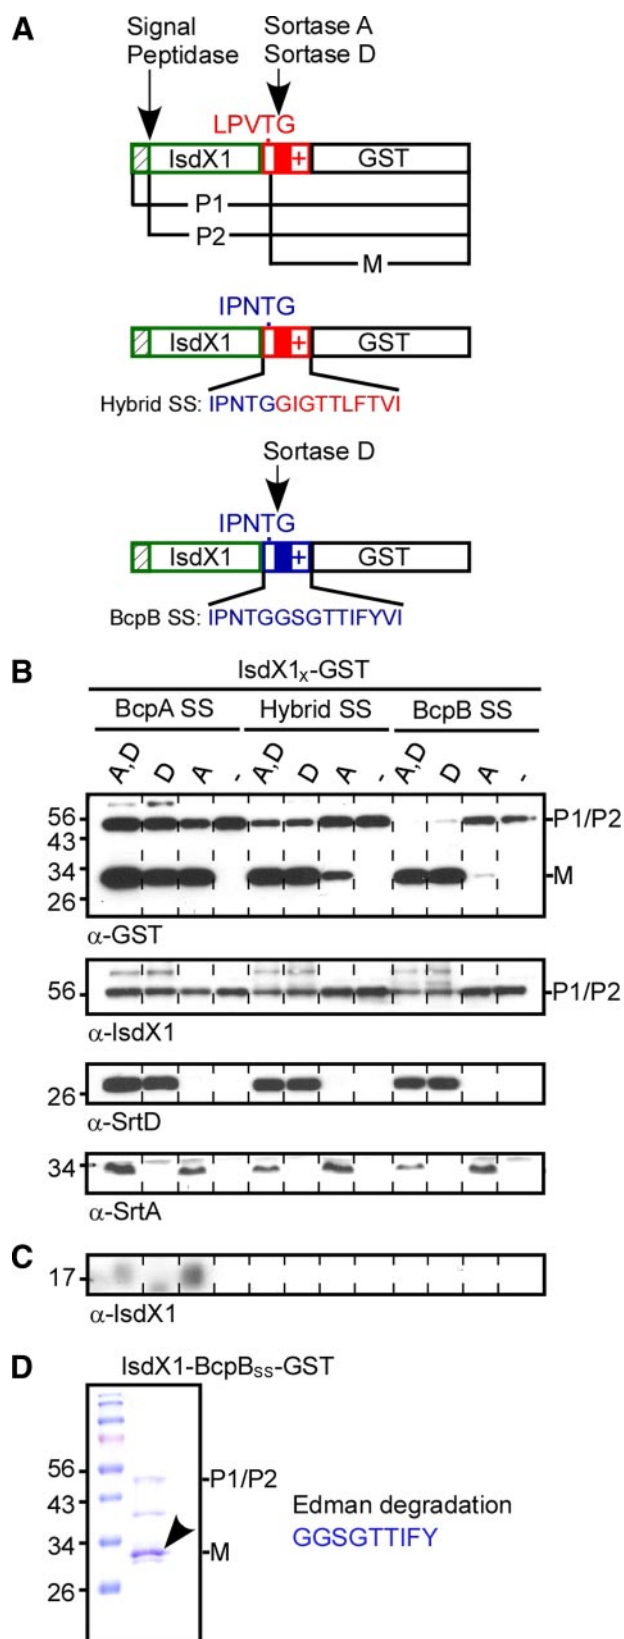 A
Signal
Peptidase
Sortase A
Sortase D
LPVTG
IsdX1 + GST
P1
P2
M
IPNTG
IsdX1 + GST
Hybrid SS: IPNTGGIGTTLFTVI
Sortase D
IPNTG
IsdX1 + GST
BcpB SS: IPNTGGSGTTIFYVI
B
IsdX1x-GST
BcpA SS Hybrid SS BcpB SS
A,D D A - A,D D A - A,D D A -
56 P1/P2
43
34 M
26
α-GST
56 P1/P2
α-IsdX1
26
α-SrtD
34
α-SrtA
C
17
α-IsdX1
D
IsdX1-BcpBSS-GST
56 P1/P2
43
34 M
26
Edman degradation
GGSGTTIFY